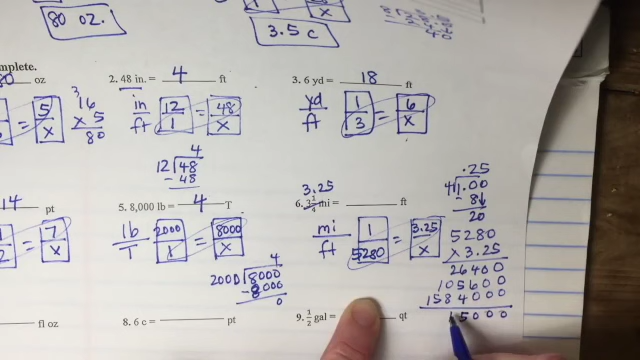 80 oz.
3.5 c
mplete.
80 oz
5
X
3
16
x 5
80
2. 48 in. = 4 ft
in
ft
12
1
=
48
X
4
12 48
- 48
3. 6 yd = 18 ft
yd
ft
1
3
=
6
X
14 pt
7
X
5. 8,000 lb = 4 T
lb
T
2000
1
=
8000
X
4
2000 8000
- 8000
0
3.25
6. 3 1/4 mi = ft
mi
ft
1
5280
=
3.25
X
.25
4 1.00
- 8
20
5280
x 3.25
26400
105600
1584000
15000
fl oz
8. 6 c = pt
9. 1/2 gal = qt